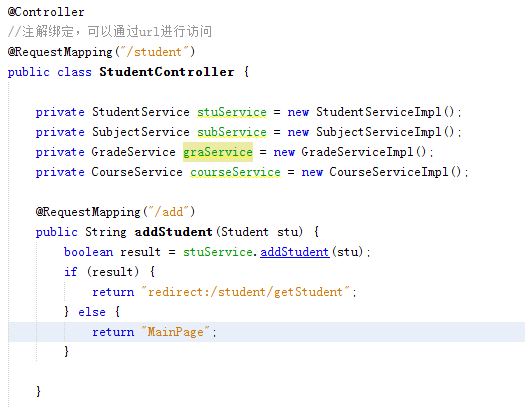 @Controller
//注解绑定，可以通过url进行访问
@RequestMapping("/student")
public class StudentController {
private StudentService stuService = new StudentServiceImpl();
private SubjectService subService = new SubjectServiceImpl();
private GradeService graService = new GradeServiceImpl();
private CourseService courseService = new CourseServiceImpl();
@RequestMapping("/add")
public String addStudent(Student stu) {
boolean result = stuService.addStudent(stu);
if (result) {
return "redirect:/student/getStudent";
} else {
return "MainPage";
}
}